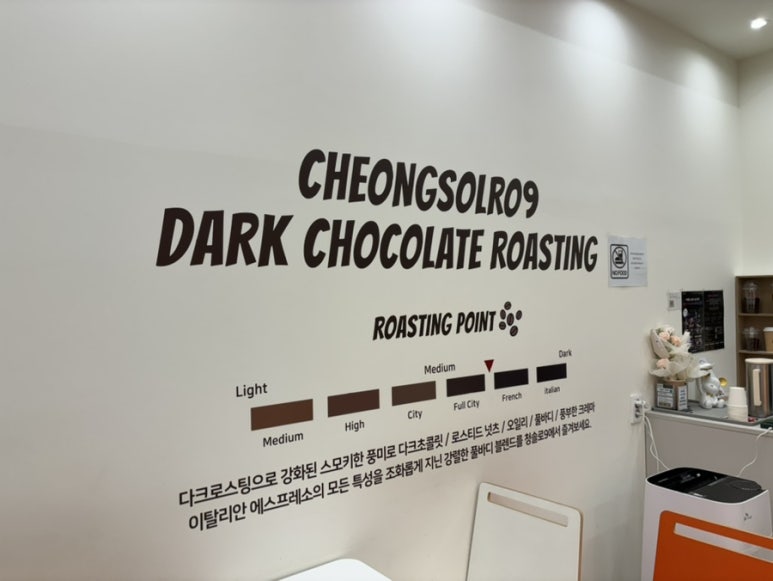 CHEONGSOLRO9
DARK CHOCOLATE ROASTING
NO FOOD
ROASTING POINT
Light Medium Dark
Medium High City Full City French Italian
다크로스팅으로 강화된 스모키한 풍미로 다크초콜릿 / 로스티드 넛츠 / 오일리 / 풀바디 / 풍부한 크레마
이탈리안 에스프레소의 모든 특성을 조화롭게 지닌 강렬한 풀바디 블렌드를 청솔로9에서 즐겨보세요.